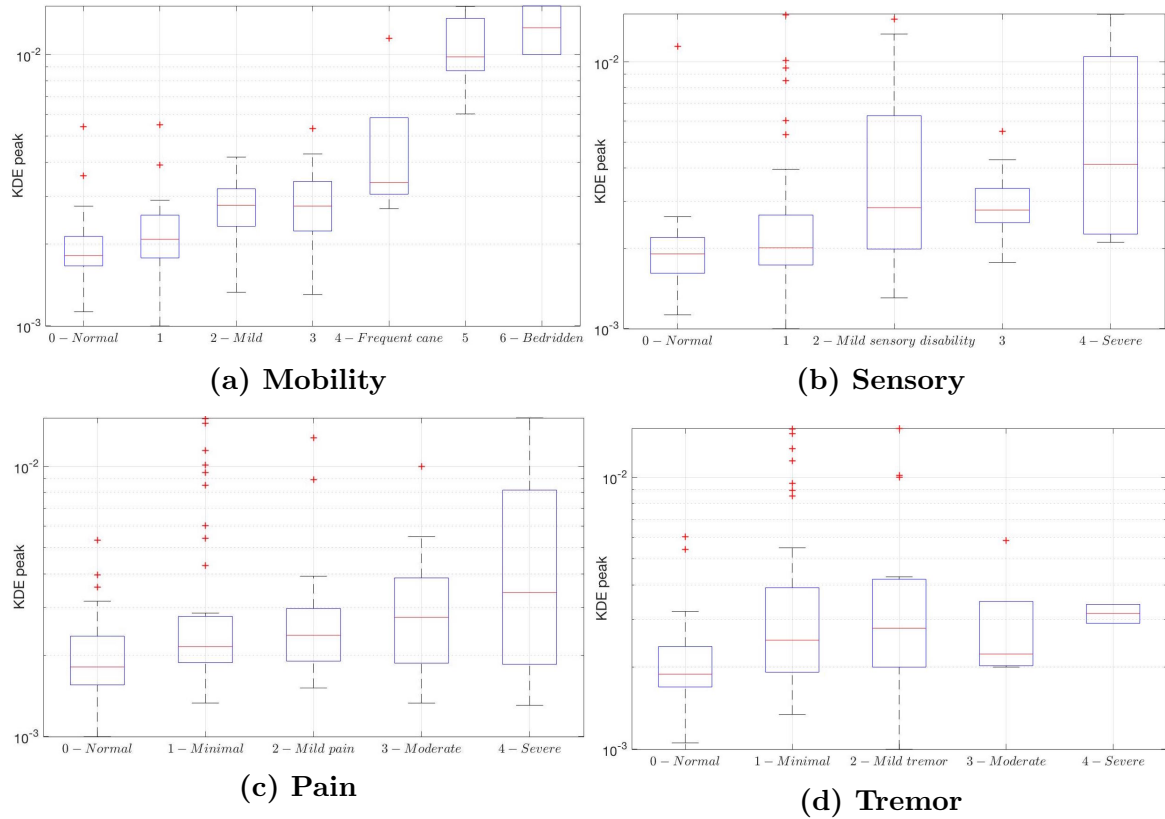 KDE peak
10⁻²
10⁻³
0 – Normal 1 2 – Mild 3 4 – Frequent cane 5 6 – Bedridden
(a) Mobility
KDE peak
10⁻²
10⁻³
0 – Normal 1 2 – Mild sensory disability 3 4 – Severe
(b) Sensory
KDE peak
10⁻²
10⁻³
0 – Normal 1 – Minimal 2 – Mild pain 3 – Moderate 4 – Severe
(c) Pain
KDE peak
10⁻²
10⁻³
0 – Normal 1 – Minimal 2 – Mild tremor 3 – Moderate 4 – Severe
(d) Tremor